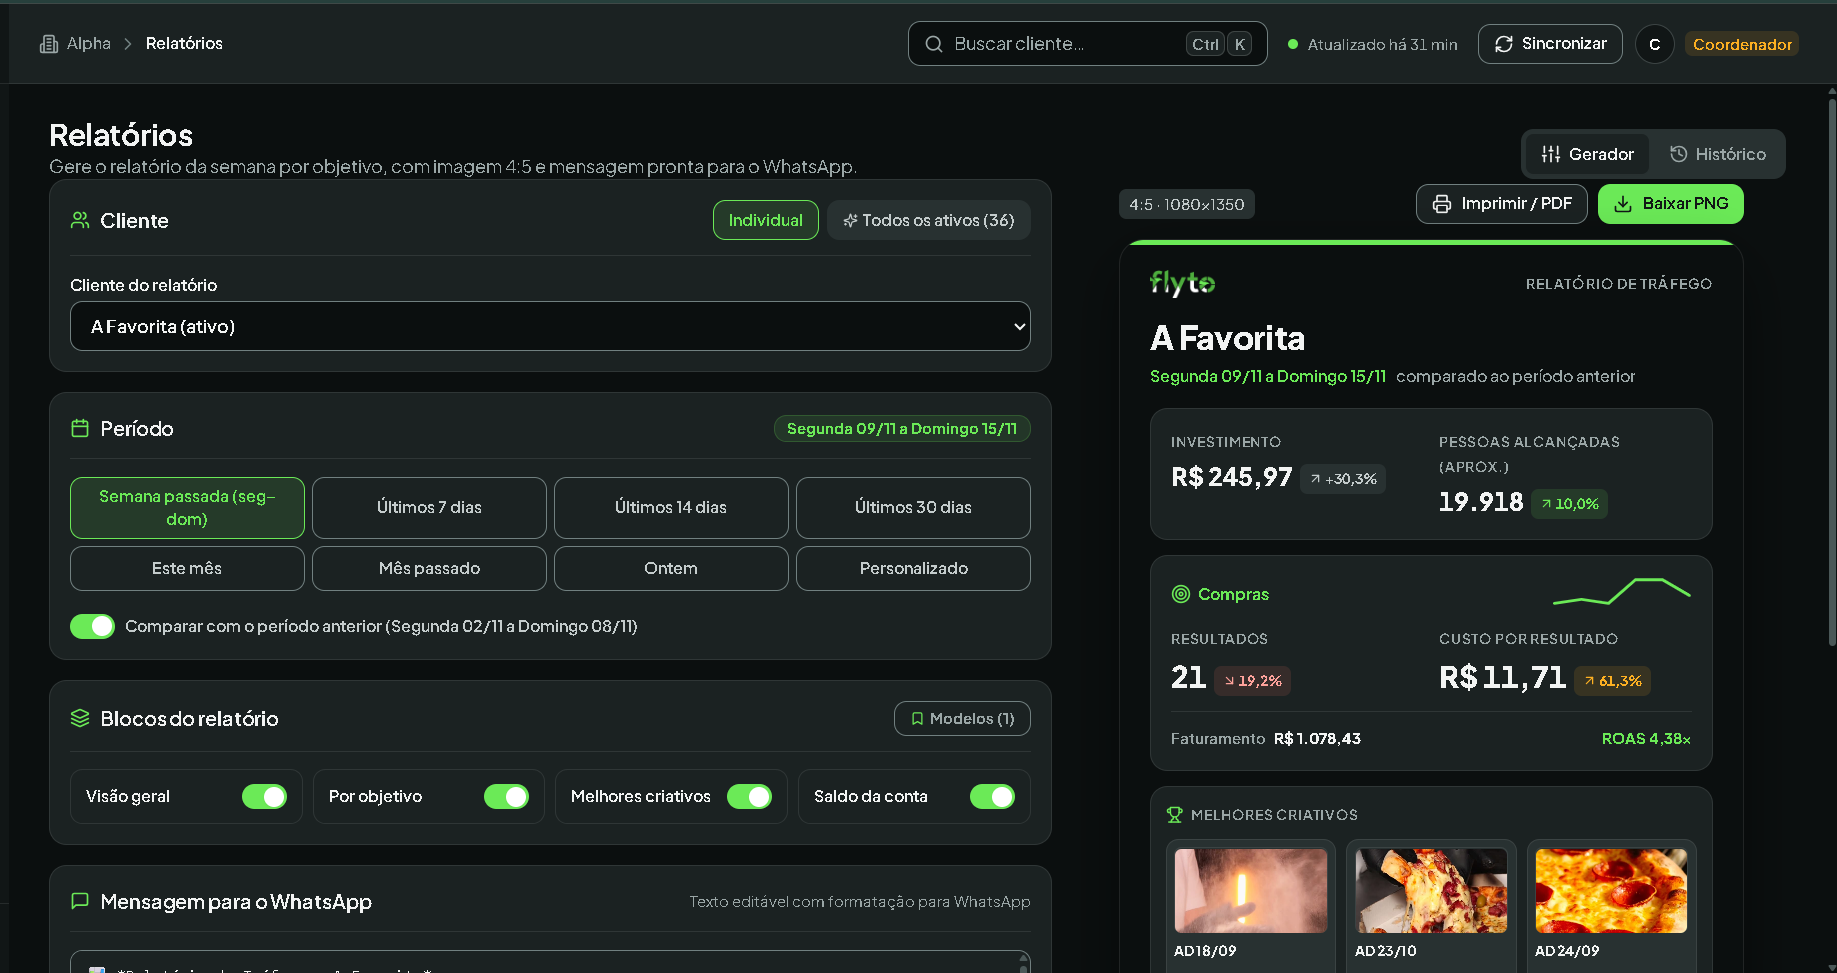 Alpha
Relatórios
Buscar cliente...
Ctrl K
Atualizado há 31 min
Sincronizar
C
Coordenador
Relatórios
Gere o relatório da semana por objetivo, com imagem 4:5 e mensagem pronta para o WhatsApp.
Gerador
Histórico
Cliente
Individual
Todos os ativos (36)
Cliente do relatório
A Favorita (ativo)
Período
Segunda 09/11 a Domingo 15/11
Semana passada (seg–
dom)
Últimos 7 dias
Últimos 14 dias
Últimos 30 dias
Este mês
Mês passado
Ontem
Personalizado
Comparar com o período anterior (Segunda 02/11 a Domingo 08/11)
Blocos do relatório
Modelos (1)
Visão geral
Por objetivo
Melhores criativos
Saldo da conta
Mensagem para o WhatsApp
Texto editável com formatação para WhatsApp
4:5 · 1080×1350
Imprimir / PDF
Baixar PNG
flyto
RELATÓRIO DE TRÁFEGO
A Favorita
Segunda 09/11 a Domingo 15/11 comparado ao período anterior
INVESTIMENTO
R$ 245,97
+30,3%
PESSOAS ALCANÇADAS
(APROX.)
19.918
10,0%
Compras
RESULTADOS
21
19,2%
CUSTO POR RESULTADO
R$ 11,71
61,3%
Faturamento R$ 1.078,43
ROAS 4,38×
MELHORES CRIATIVOS
AD18/09
AD23/10
AD24/09